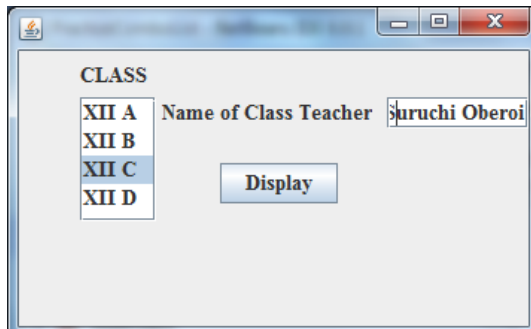 CLASS
XII A Name of Class Teacher Suruchi Oberoi
XII B
XII C
Display
XII D